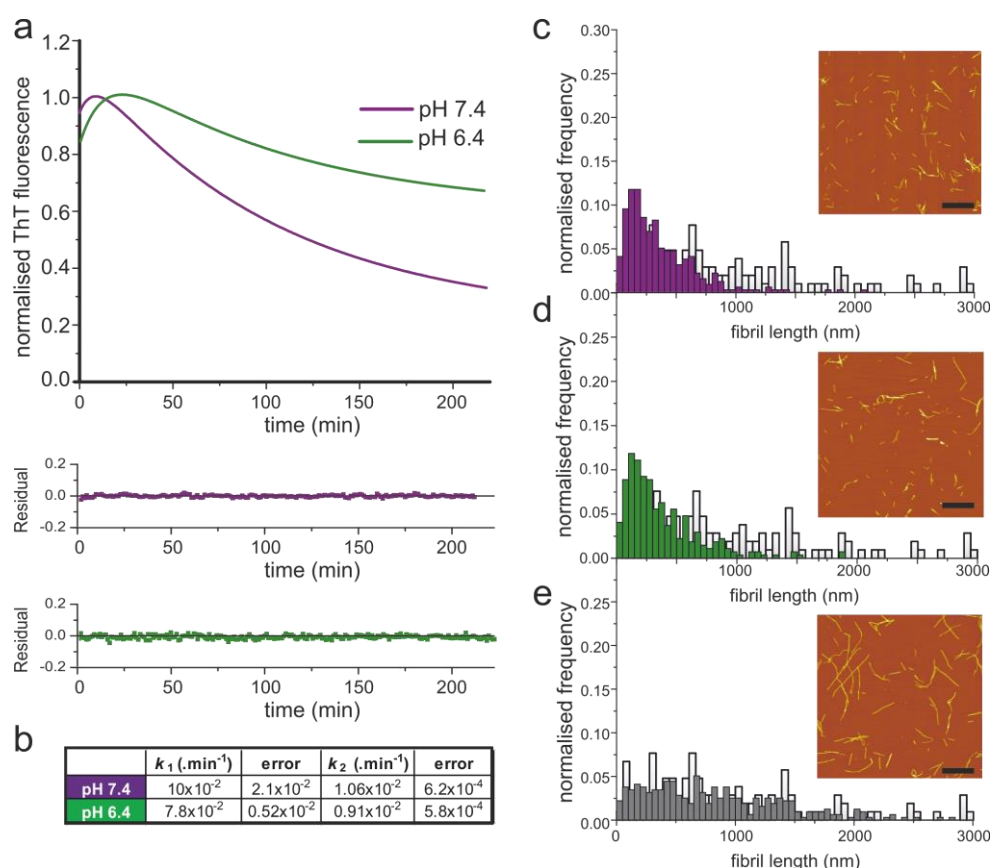 a
1.2
1.0
0.8
0.6
0.4
1.2
0.0
normalised ThT fluorescence
pH 7.4
pH 6.4
0
50
100
150
200
time (min)
0.2
0.0
-0.2
Residual
0
50
100
150
200
time (min)
0.2
0.0
-0.2
Residual
0
50
100
150
200
time (min)
b
k1 (.min-1) error k2 (.min-1) error
pH 7.4 10x10-2 2.1x10-2 1.06x10-2 6.2x10-4
pH 6.4 7.8x10-2 0.52x10-2 0.91x10-2 5.8x10-4
c
0.30
0.25
0.20
0.15
0.10
0.05
0.00
normalised frequency
1000
2000
3000
fibril length (nm)
d
0.25
0.20
0.15
0.10
0.05
0.00
normalised frequency
0
1000
2000
3000
fibril length (nm)
e
0.25
0.20
0.15
0.10
0.05
0.00
normalised frequency
0
1000
2000
3000
fibril length (nm)